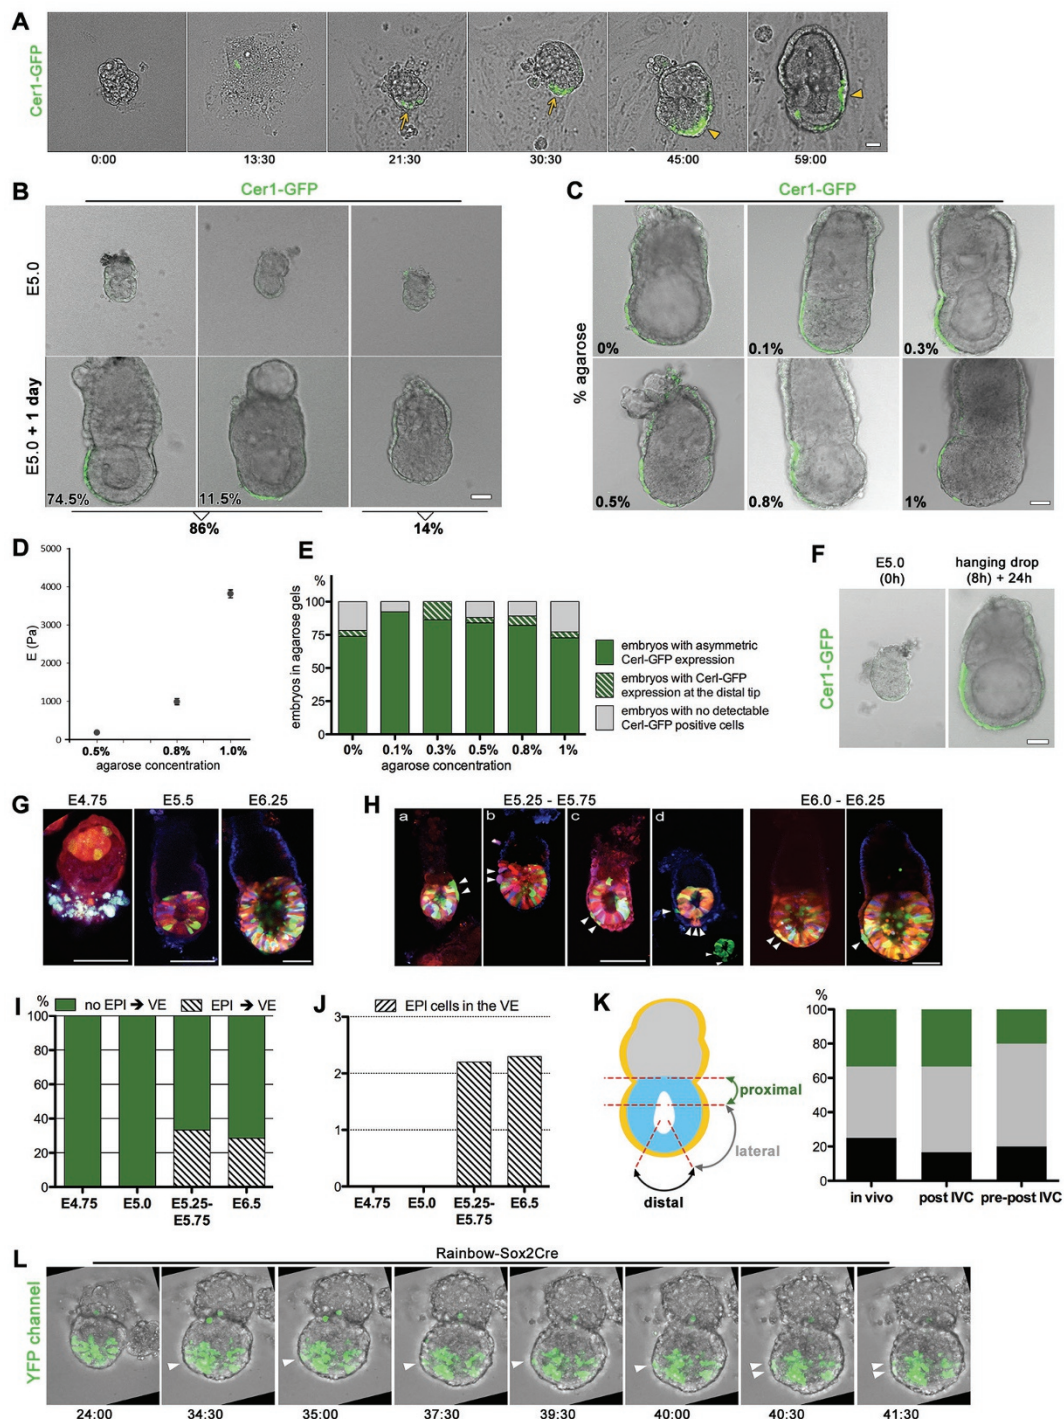 A
Cer1-GFP
0:00
13:30
21:30
30:30
45:00
59:00
B
Cer1-GFP
E5.0
E5.0 + 1 day
74.5%
11.5%
86%
14%
C
Cer1-GFP
% agarose
0%
0.1%
0.3%
0.5%
0.8%
1%
D
E (Pa)
5000
4000
3000
2000
1000
0
0.5%
0.8%
1.0%
agarose concentration
E
%
embryos in agarose gels
100
75
50
25
0
0%
0.1%
0.3%
0.5%
0.8%
1%
agarose concentration
embryos with asymmetric
Cerl-GFP expression
embryos with Cerl-GFP
expression at the distal tip
embryos with no detectable
Cerl-GFP positive cells
F
Cer1-GFP
E5.0
(0h)
hanging drop
(8h) + 24h
G
E4.75
E5.5
E6.25
H
E5.25 - E5.75
E6.0 - E6.25
a
b
c
d
I
%
no EPI ➔ VE
EPI ➔ VE
100
80
60
40
20
0
E4.75
E5.0
E5.25-
E5.75
E6.5
J
EPI cells in the VE
3
2
1
0
E4.75
E5.0
E5.25-
E5.75
E6.5
K
proximal
lateral
distal
%
100
80
60
40
20
0
in vivo
post IVC
pre-post IVC
L
Rainbow-Sox2Cre
YFP channel
24:00
34:30
35:00
37:30
39:30
40:00
40:30
41:30